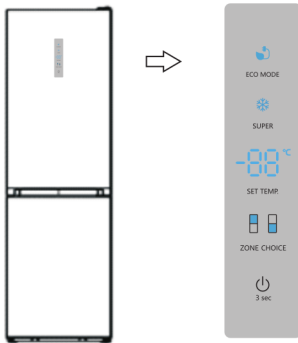 ECO MODE
SUPER
-88°C
SET TEMP.
ZONE CHOICE
3 sec